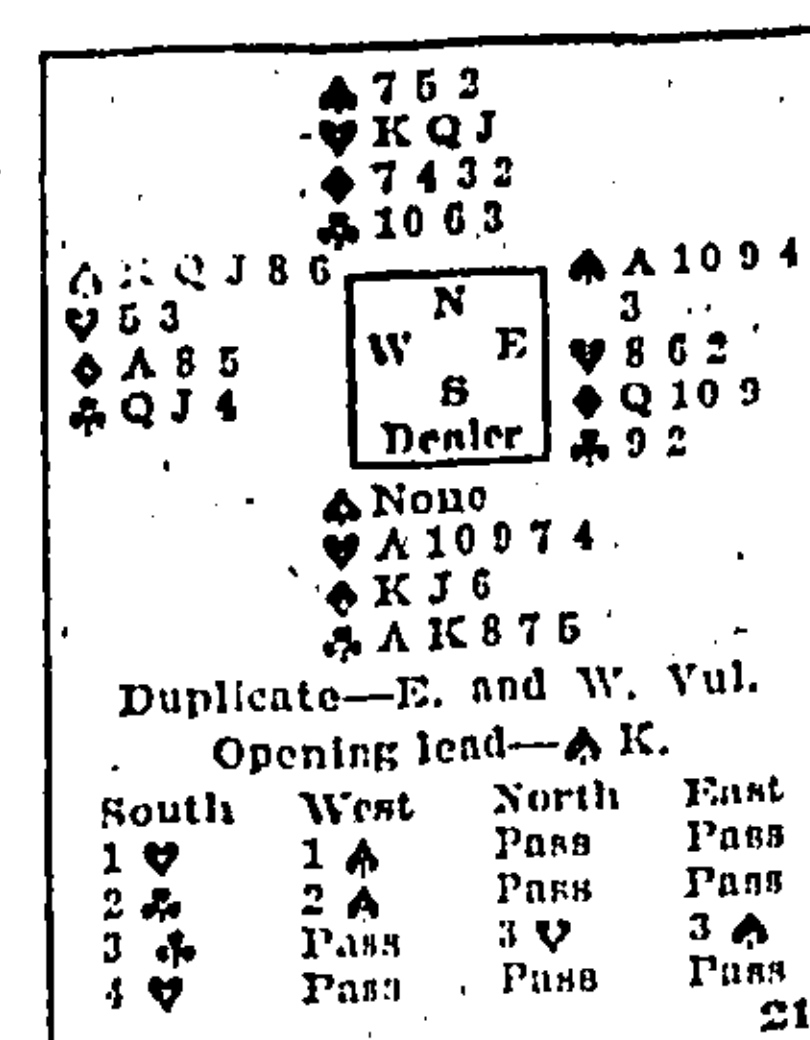 ♠ 7 5 2
♥ K Q J
♦ 7 4 3 2
♣ 10 6 3
♠ K Q J 8 6
♥ 5 3
♦ A 8 5
♣ Q J 4
N
W E
S
Dealer
♠ A 10 9 4
3
♥ 8 6 2
♦ Q 10 9
♣ 9 2
♠ None
♥ A 10 9 7 4
♦ K J 6
♣ A K 8 7 5
Duplicate—E. and W. Vul.
Opening lead—♠ K.
South West North East
1 ♥ 1 ♠ Pass Pass
2 ♣ 2 ♠ Pass Pass
3 ♣ Pass 3 ♥ 3 ♠
4 ♥ Pass Pass Pass
21